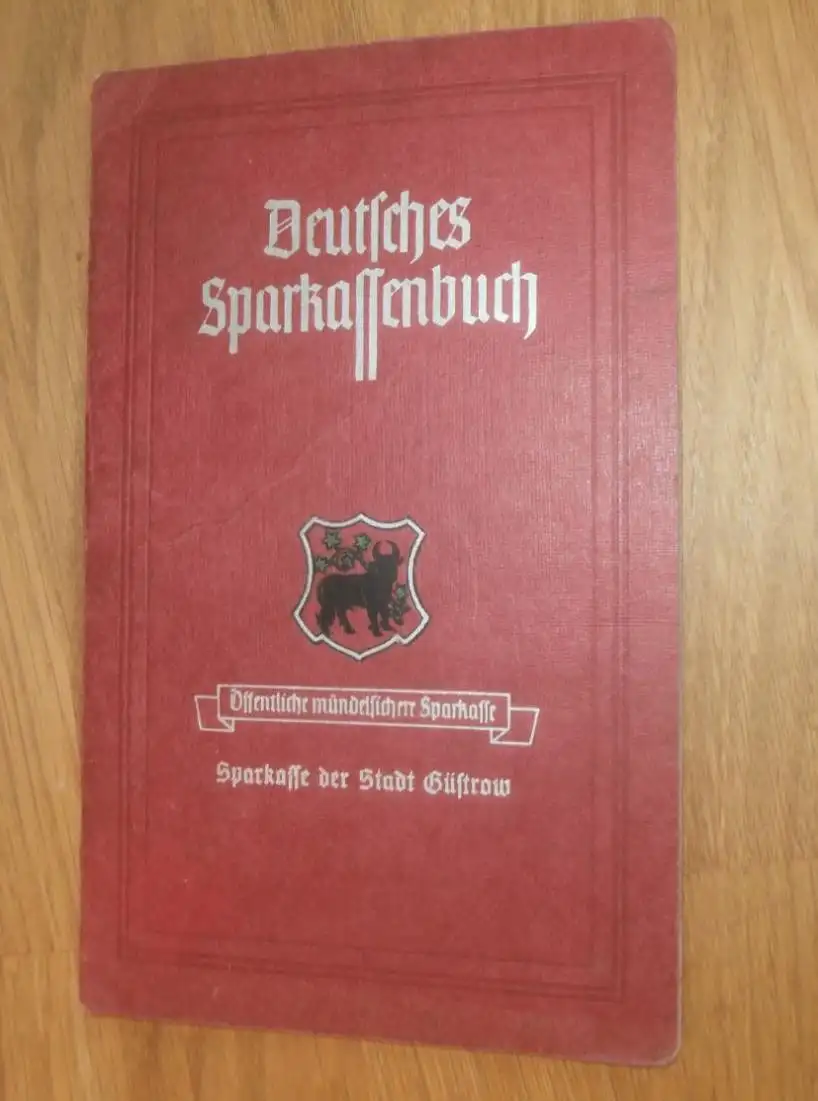 Deutſches
Sparkaſſenbuch
Öffentliche mündelſichere Sparkaſſe
Sparkaſſe der Stadt Güſtrow